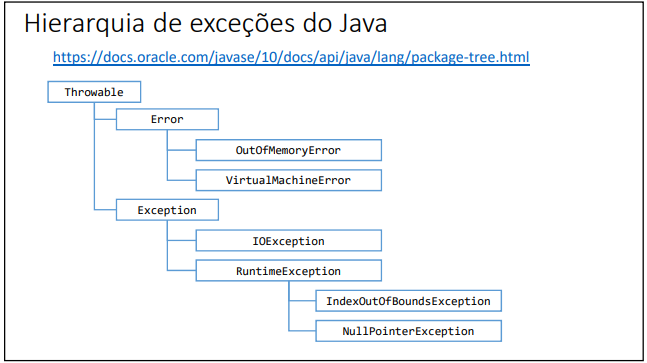 Hierarquia de exceções do Java
https://docs.oracle.com/javase/10/docs/api/java/lang/package-tree.html
Throwable
Error
OutOfMemoryError
VirtualMachineError
Exception
IOException
RuntimeException
IndexOutOfBoundsException
NullPointerException